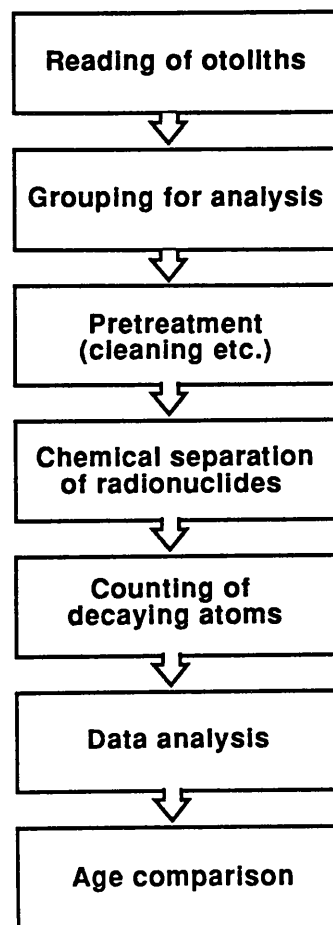 Reading of otoliths
Grouping for analysis
Pretreatment
(cleaning etc.)
Chemical separation
of radionuclides
Counting of
decaying atoms
Data analysis
Age comparison